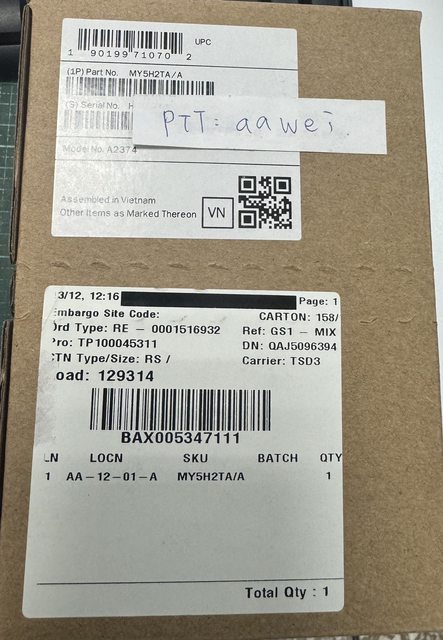 1 90199 71070 2 UPC
(1P) Part No. MY5H2TA/A
(S) Serial No. H
PTT: aawei
Model No. A2374
Assembled in Vietnam
Other Items as Marked Thereon VN
3/12, 12:16 Page: 1
Embargo Site Code: CARTON: 158/
Ord Type: RE - 0001516932 Ref: GS1 - MIX
Pro: TP100045311 DN: QAJ5096394
CTN Type/Size: RS / Carrier: TSD3
oad: 129314
BAX005347111
LN LOCN SKU BATCH QTY
1 AA-12-01-A MY5H2TA/A 1
Total Qty : 1